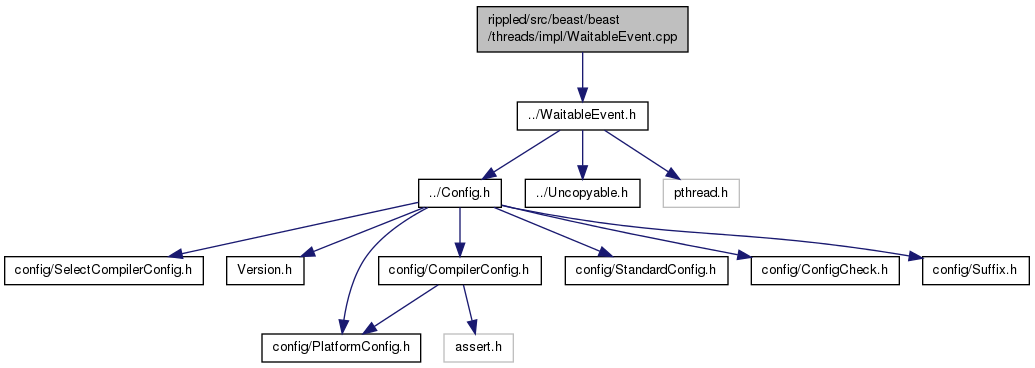 rippled/src/beast/beast
/threads/impl/WaitableEvent.cpp
../WaitableEvent.h
../Config.h
../Uncopyable.h
pthread.h
config/SelectCompilerConfig.h
Version.h
config/CompilerConfig.h
config/StandardConfig.h
config/ConfigCheck.h
config/Suffix.h
config/PlatformConfig.h
assert.h